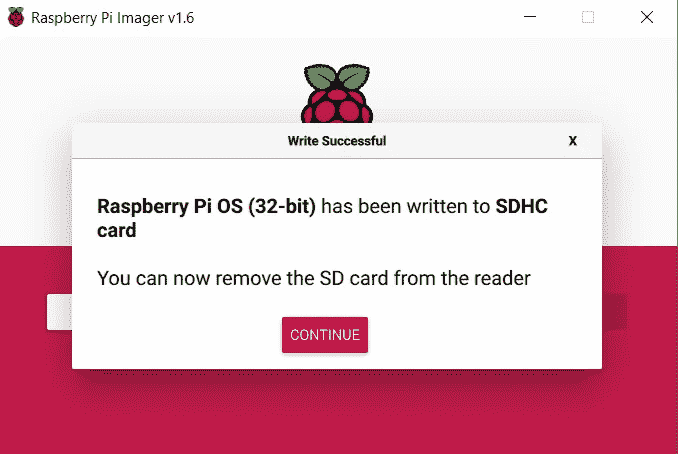 Raspberry Pi Imager v1.6
Write Successful
X
Raspberry Pi OS (32-bit) has been written to SDHC
card
You can now remove the SD card from the reader
CONTINUE